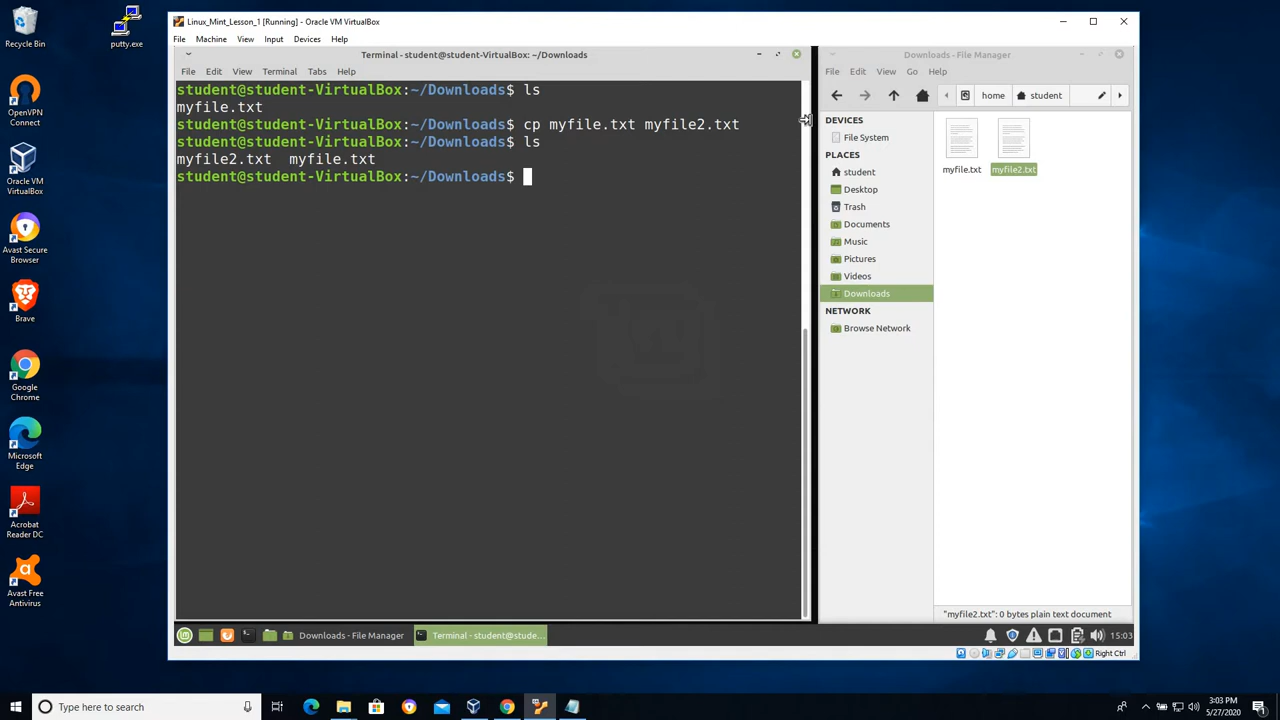 Linux_Mint_Lesson_1 [Running] - Oracle VM VirtualBox
File Machine View Input Devices Help
Terminal - student@student-VirtualBox: ~/Downloads
File Edit View Terminal Tabs Help
student@student-VirtualBox:~/Downloads$ ls
myfile.txt
student@student-VirtualBox:~/Downloads$ cp myfile.txt myfile2.txt
student@student-VirtualBox:~/Downloads$ ls
myfile2.txt myfile.txt
student@student-VirtualBox:~/Downloads$
Downloads - File Manager
File Edit View Go Help
home student
DEVICES
File System
PLACES
student
Desktop
Trash
Documents
Music
Pictures
Videos
Downloads
NETWORK
Browse Network
myfile.txt myfile2.txt
"myfile2.txt": 0 bytes plain text document
Downloads - File Manager
Terminal - student@stude...
15:03
Right Ctrl
Recycle Bin
putty.exe
OpenVPN
Connect
Oracle VM
VirtualBox
Avast Secure
Browser
Brave
Google
Chrome
Microsoft
Edge
Acrobat
Reader DC
Avast Free
Antivirus
Type here to search
3:03 PM
5/27/2020